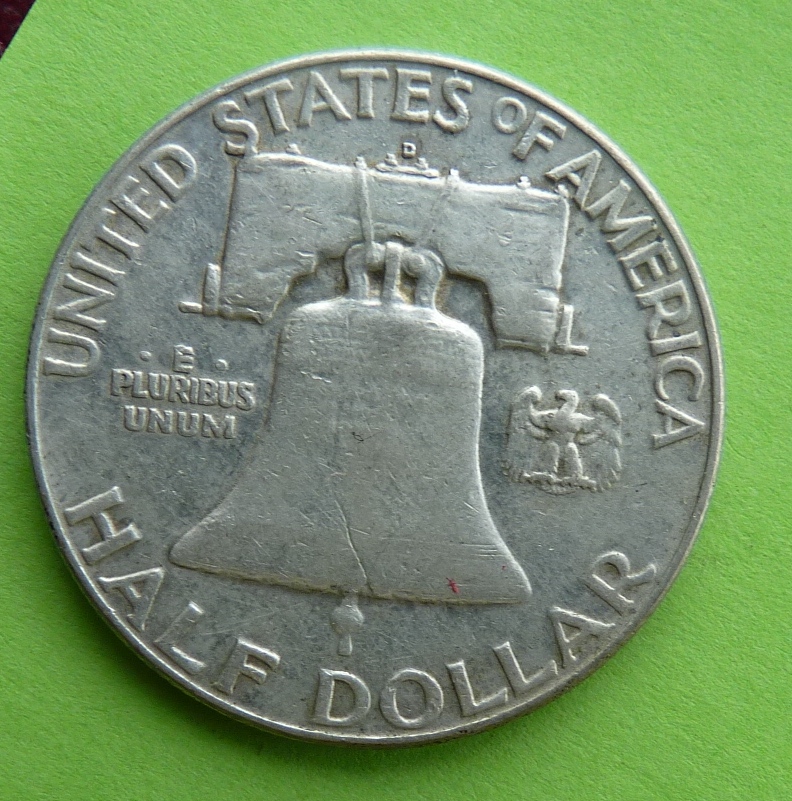 UNITED STATES OF AMERICA
D
· E ·
PLURIBUS
UNUM
HALF DOLLAR